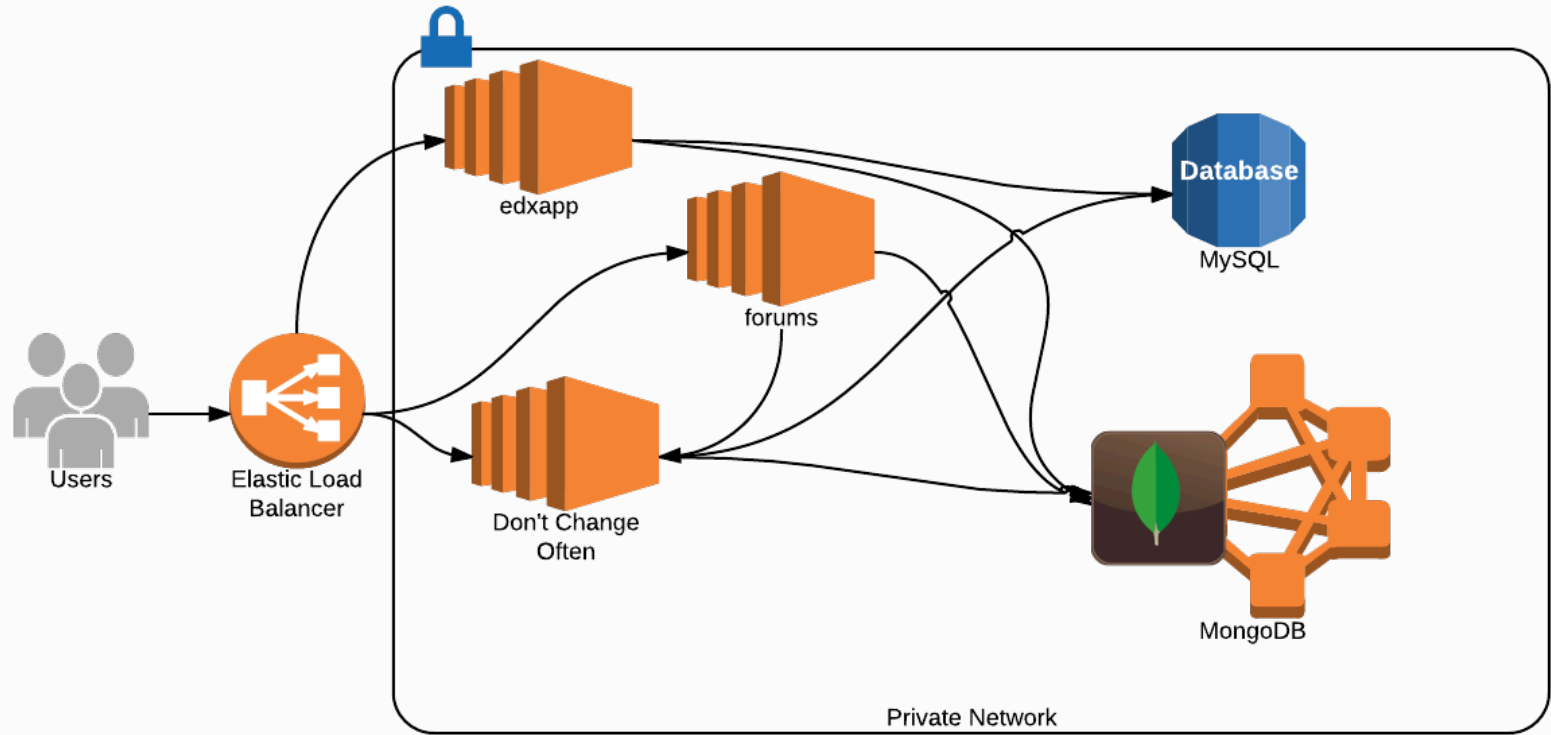 edxapp
Database
MySQL
forums
Users
Elastic Load
Balancer
Don't Change
Often
MongoDB
Private Network